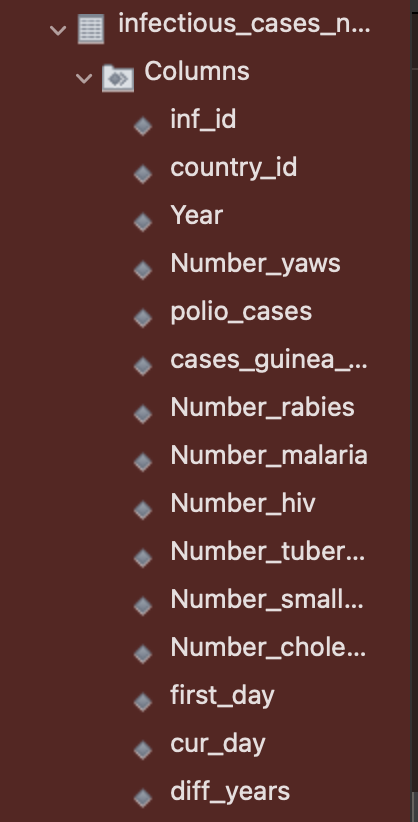 infectious_cases_n...
Columns
inf_id
country_id
Year
Number_yaws
polio_cases
cases_guinea_...
Number_rabies
Number_malaria
Number_hiv
Number_tuber...
Number_small...
Number_chole...
first_day
cur_day
diff_years